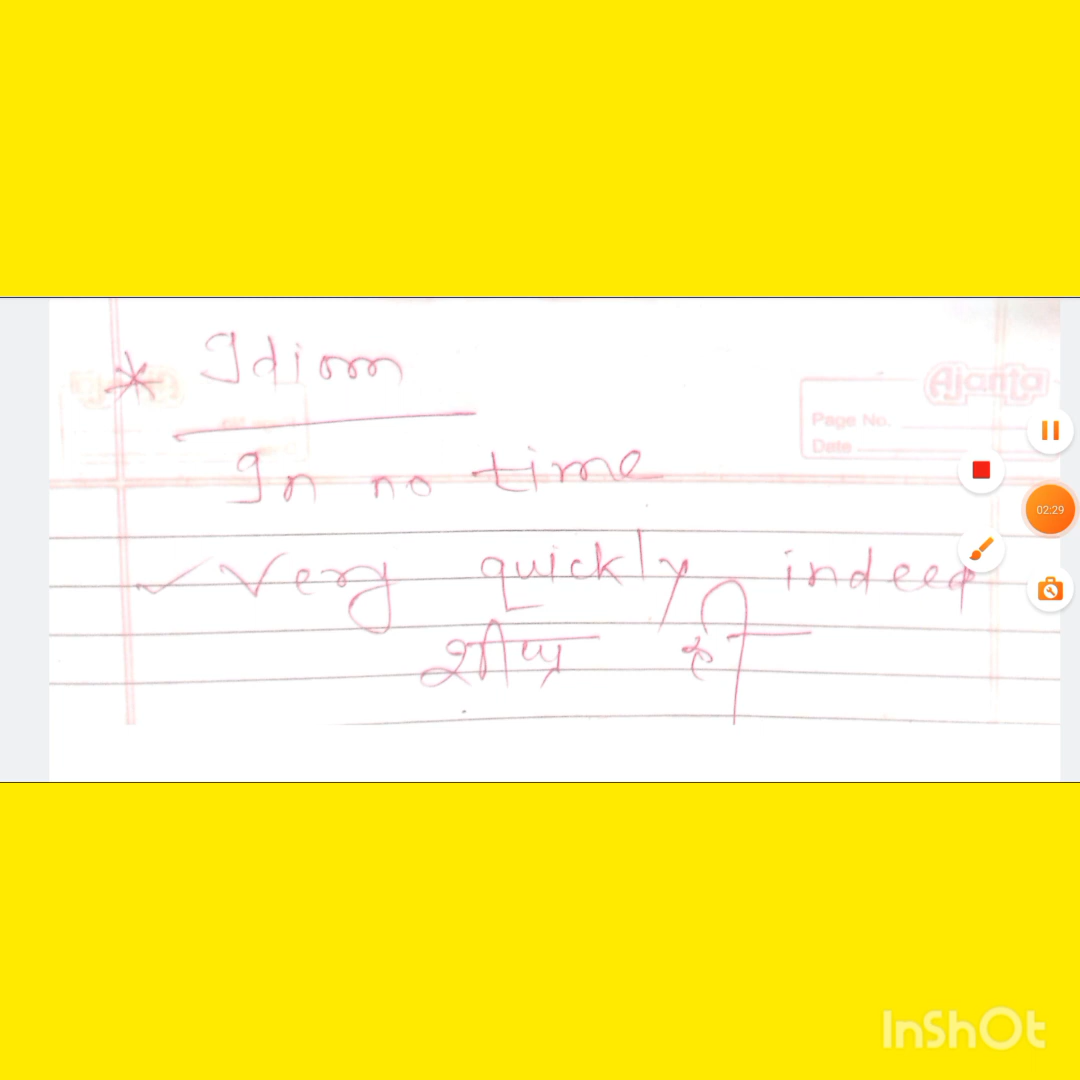 * Idiom
Ajanta
Page No.
Date
In no time
02:29
✓ Very quickly indeed
शीघ्र ही
InShOt